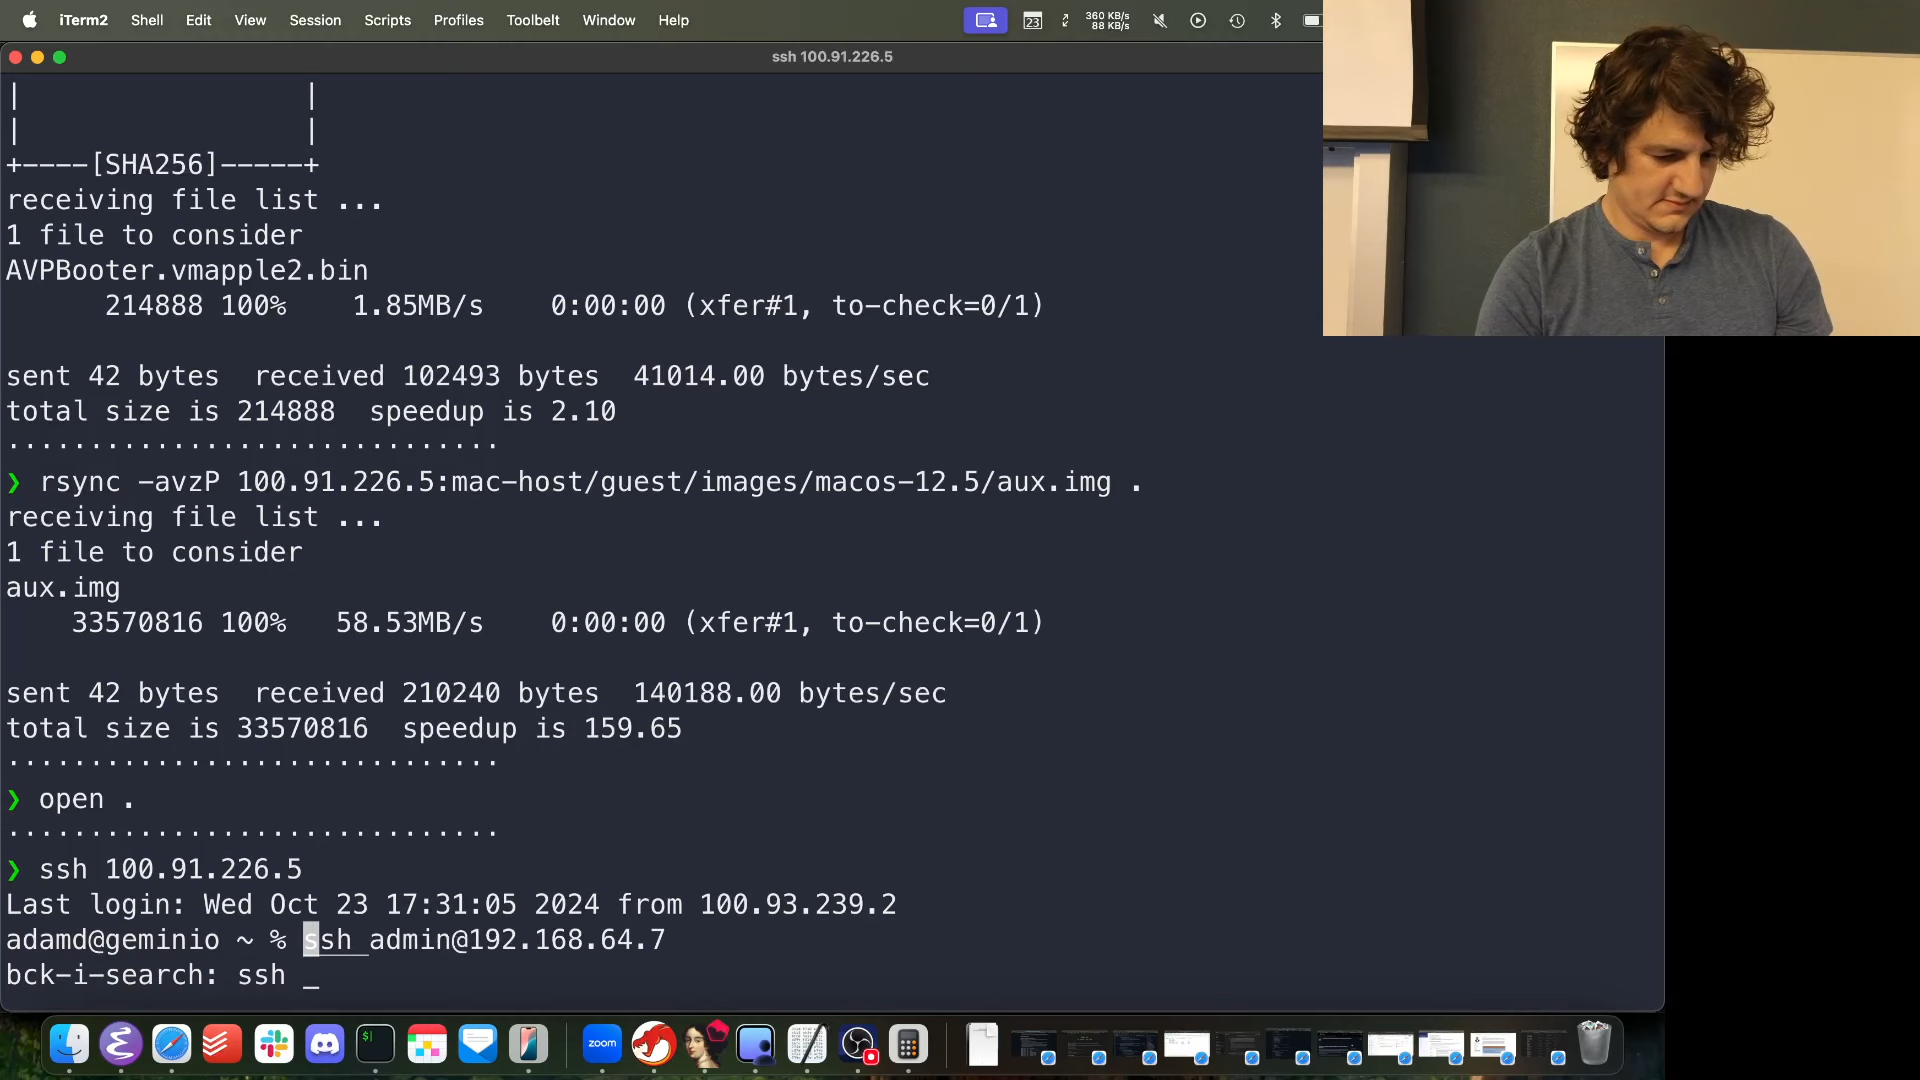 iTerm2 Shell Edit View Session Scripts Profiles Toolbelt Window Help 23 360 KB/s
88 KB/s
ssh 100.91.226.5
|                 |
|                 |
+----[SHA256]-----+
receiving file list ...
1 file to consider
AVPBooter.vmapple2.bin
214888 100% 1.85MB/s 0:00:00 (xfer#1, to-check=0/1)
sent 42 bytes received 102493 bytes 41014.00 bytes/sec
total size is 214888 speedup is 2.10
..............................
❯ rsync -avzP 100.91.226.5:mac-host/guest/images/macos-12.5/aux.img .
receiving file list ...
1 file to consider
aux.img
33570816 100% 58.53MB/s 0:00:00 (xfer#1, to-check=0/1)
sent 42 bytes received 210240 bytes 140188.00 bytes/sec
total size is 33570816 speedup is 159.65
..............................
❯ open .
..............................
❯ ssh 100.91.226.5
Last login: Wed Oct 23 17:31:05 2024 from 100.93.239.2
adamd@geminio ~ % ssh admin@192.168.64.7
bck-i-search: ssh _
$|
zoom